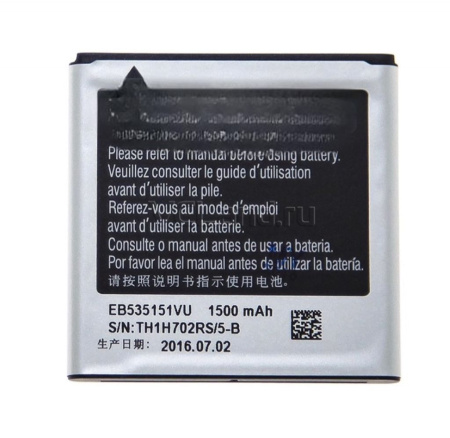 Please refer to manual before using battery.
Veuillez consulter le guide d'utilisation
avant d'utiliser la pile.
Referez-vous au mode d'emploi
avant d'utiliser la batterie.
Consulte o manual antes de usar a bateria.
Por favor lea el manual antes de utilizar la batería.
请按照说明书指示使用电池。
EB535151VU 1500 mAh
S/N:TH1H702RS/5-B
生产日期: 2016.07.02